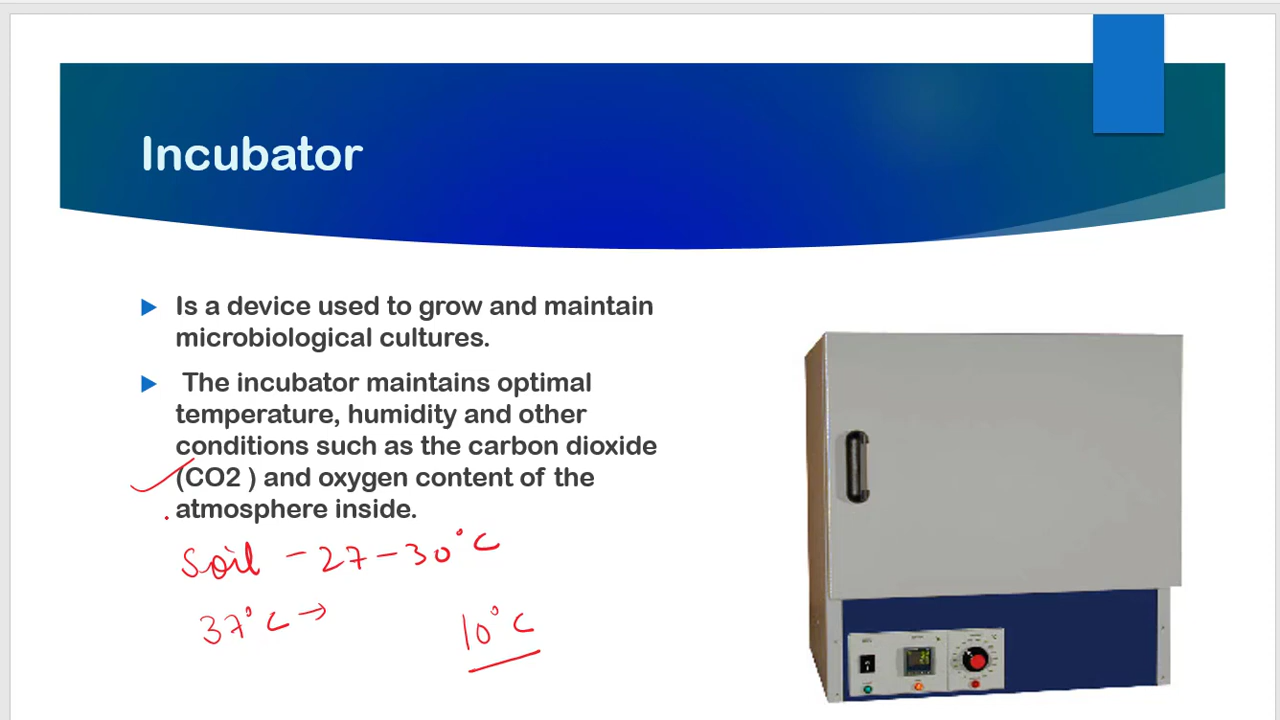 Incubator
Is a device used to grow and maintain
microbiological cultures.
The incubator maintains optimal
temperature, humidity and other
conditions such as the carbon dioxide
(CO2 ) and oxygen content of the
atmosphere inside.
Soil - 27 - 30°C
37°C →
10°C